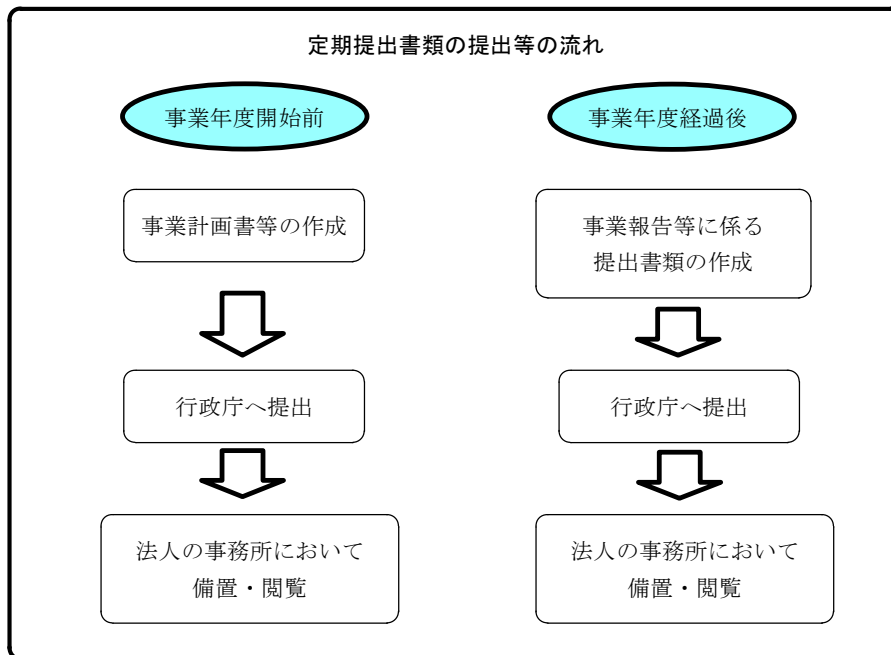 定期提出書類の提出等の流れ
事業年度開始前
事業計画書等の作成
行政庁へ提出
法人の事務所において
備置・閲覧
事業年度経過後
事業報告等に係る
提出書類の作成
行政庁へ提出
法人の事務所において
備置・閲覧